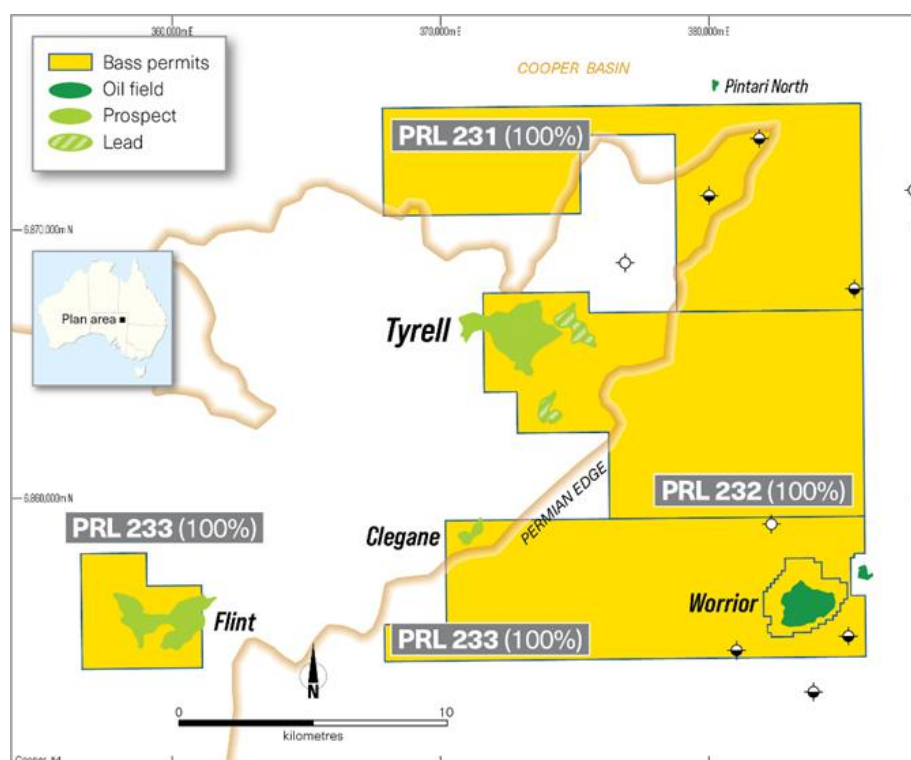 360,000mE
370,000mE
380,000mE
Bass permits
Oil field
Prospect
Lead
COOPER BASIN
Pintari North
PRL 231 (100%)
6,870,000m N
Plan area
Tyrell
PERMIAN EDGE
6,860,000m N
PRL 232 (100%)
PRL 233 (100%)
Clegane
Flint
Worrior
PRL 233 (100%)
N
0
10
kilometres